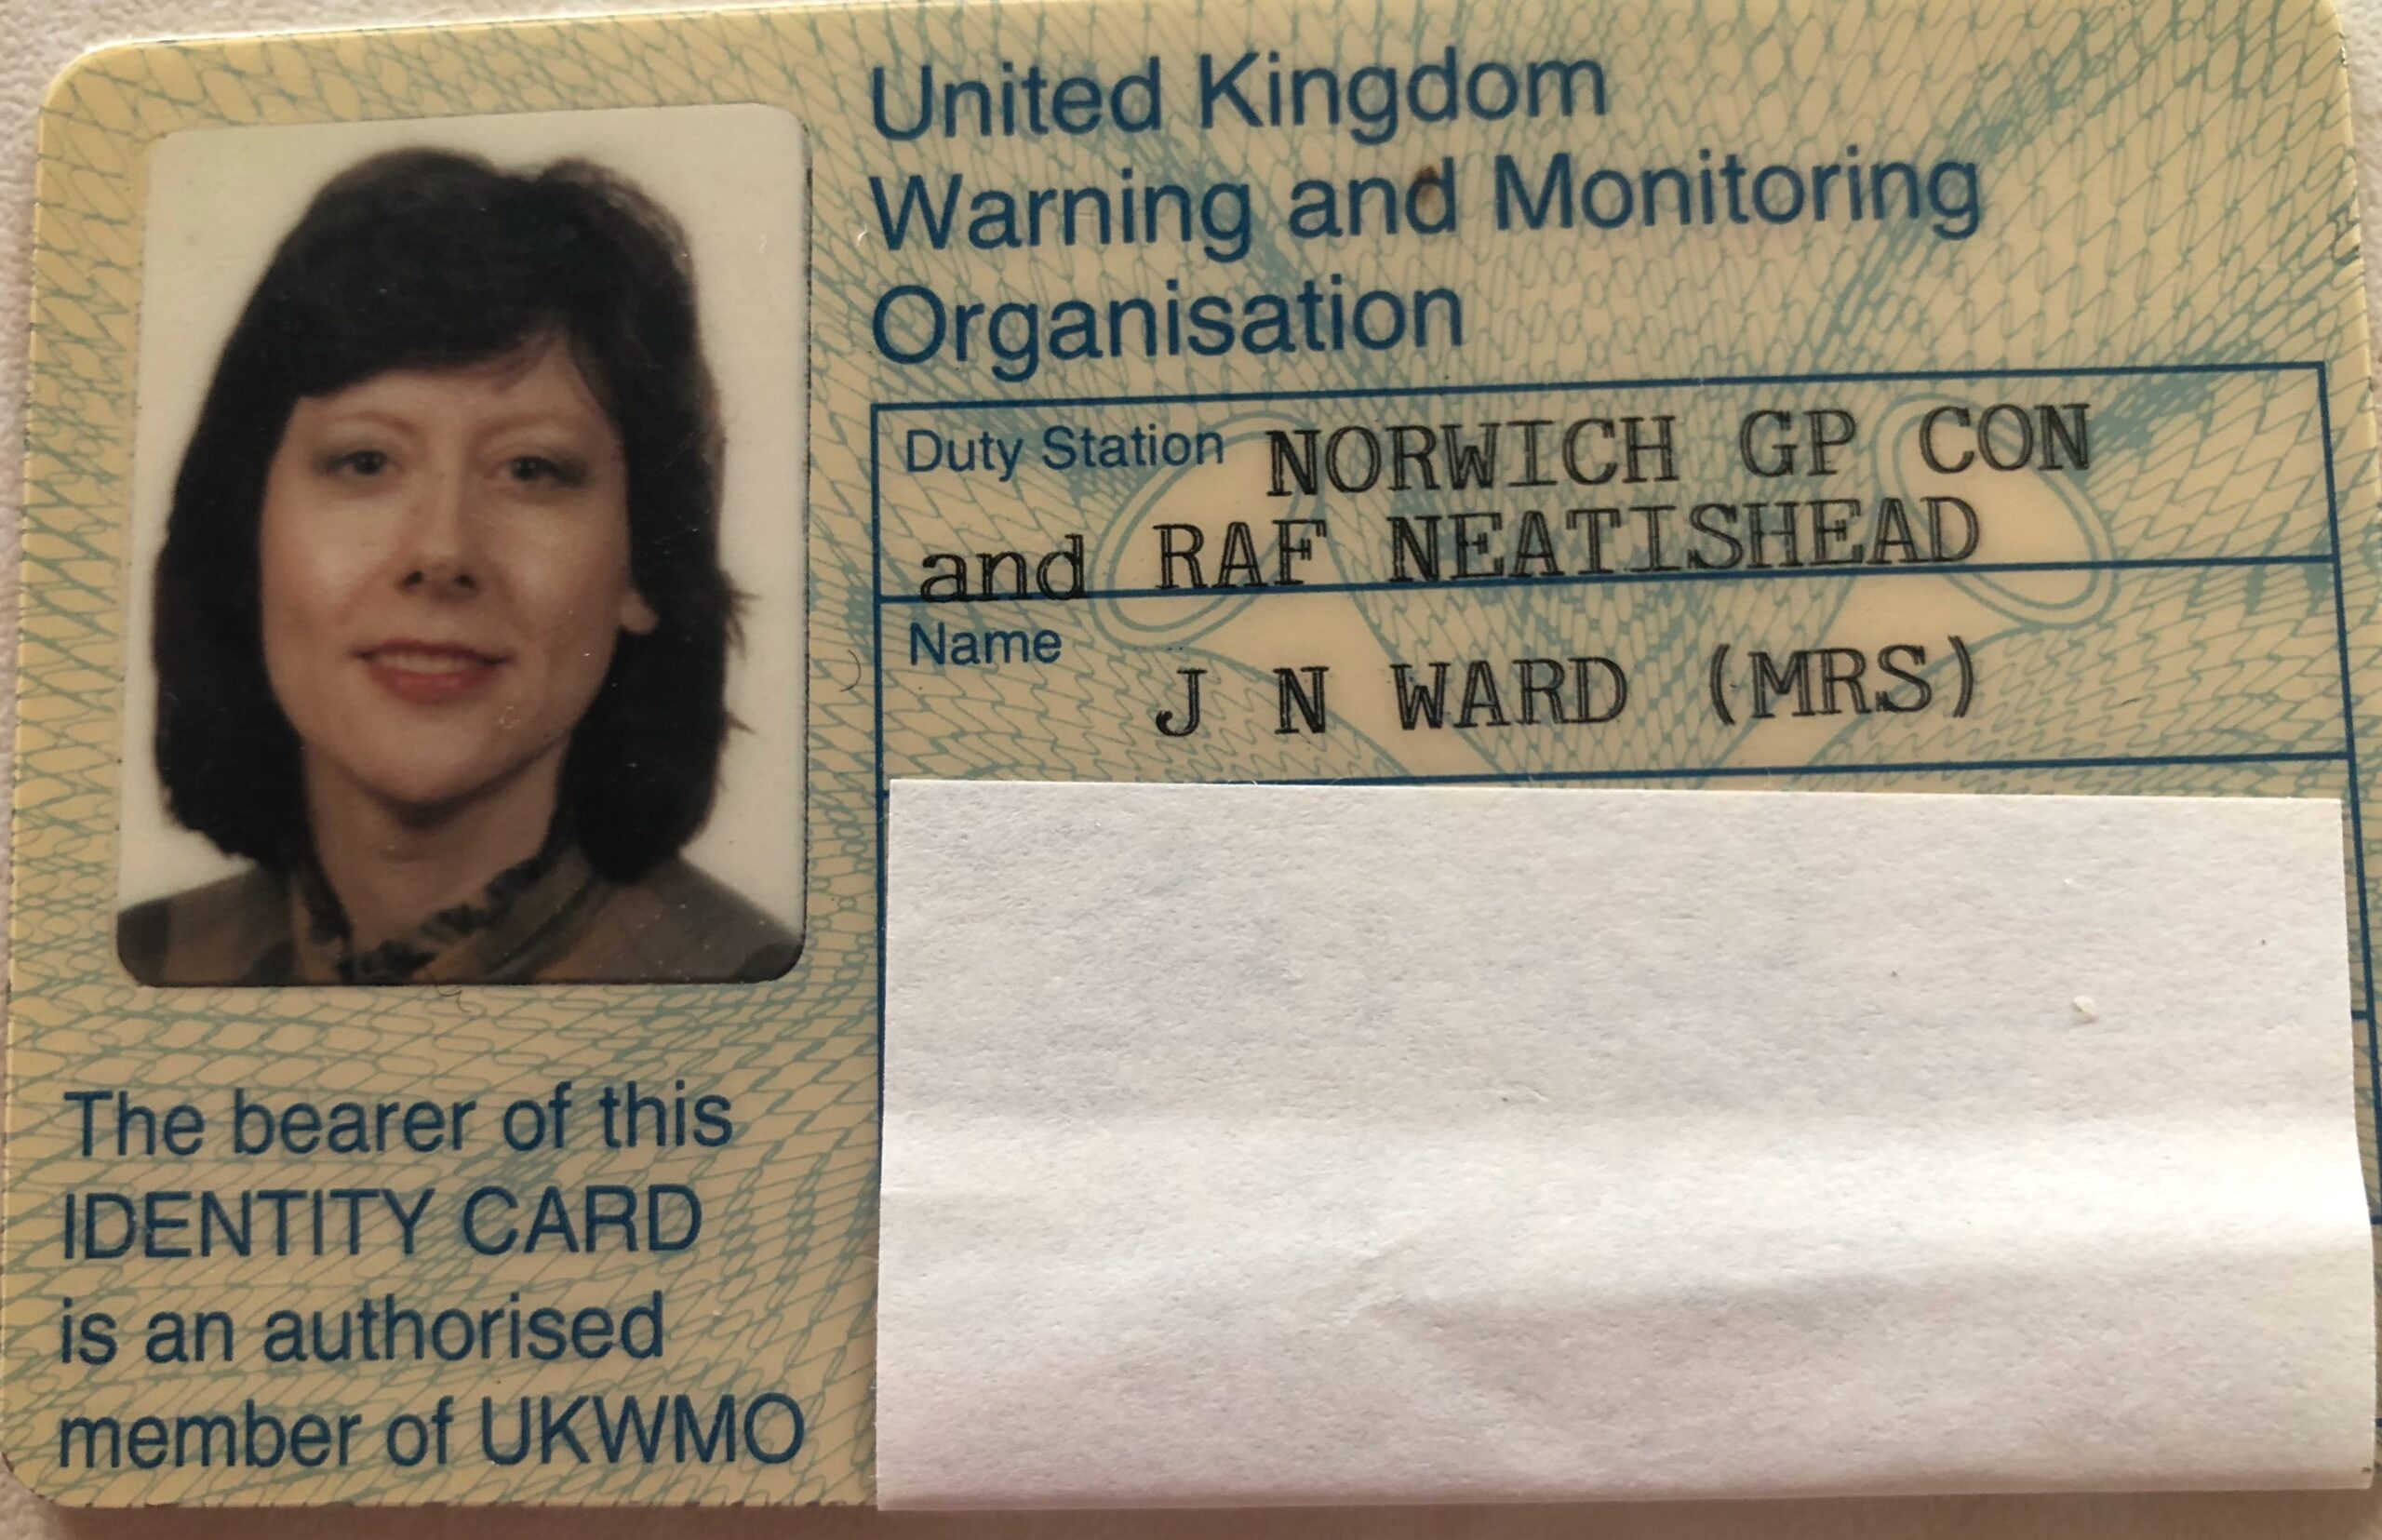 United Kingdom
Warning and Monitoring
Organisation
Duty Station NORWICH GP CON
and RAF NEATISHEAD
Name
J N WARD (MRS)
The bearer of this
IDENTITY CARD
is an authorised
member of UKWMO